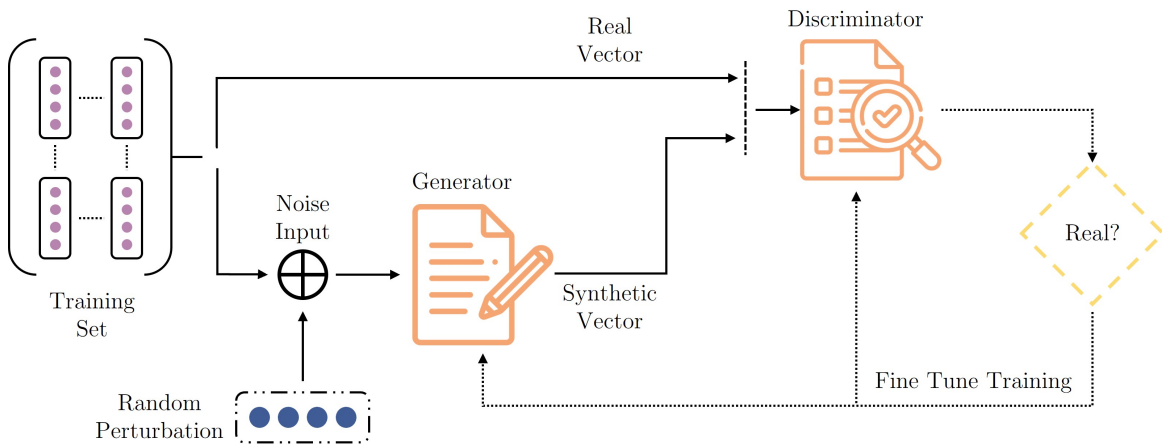 Discriminator
Real
Vector
Generator
Noise
Input
Real?
Training
Set
Synthetic
Vector
Fine Tune Training
Random
Perturbation